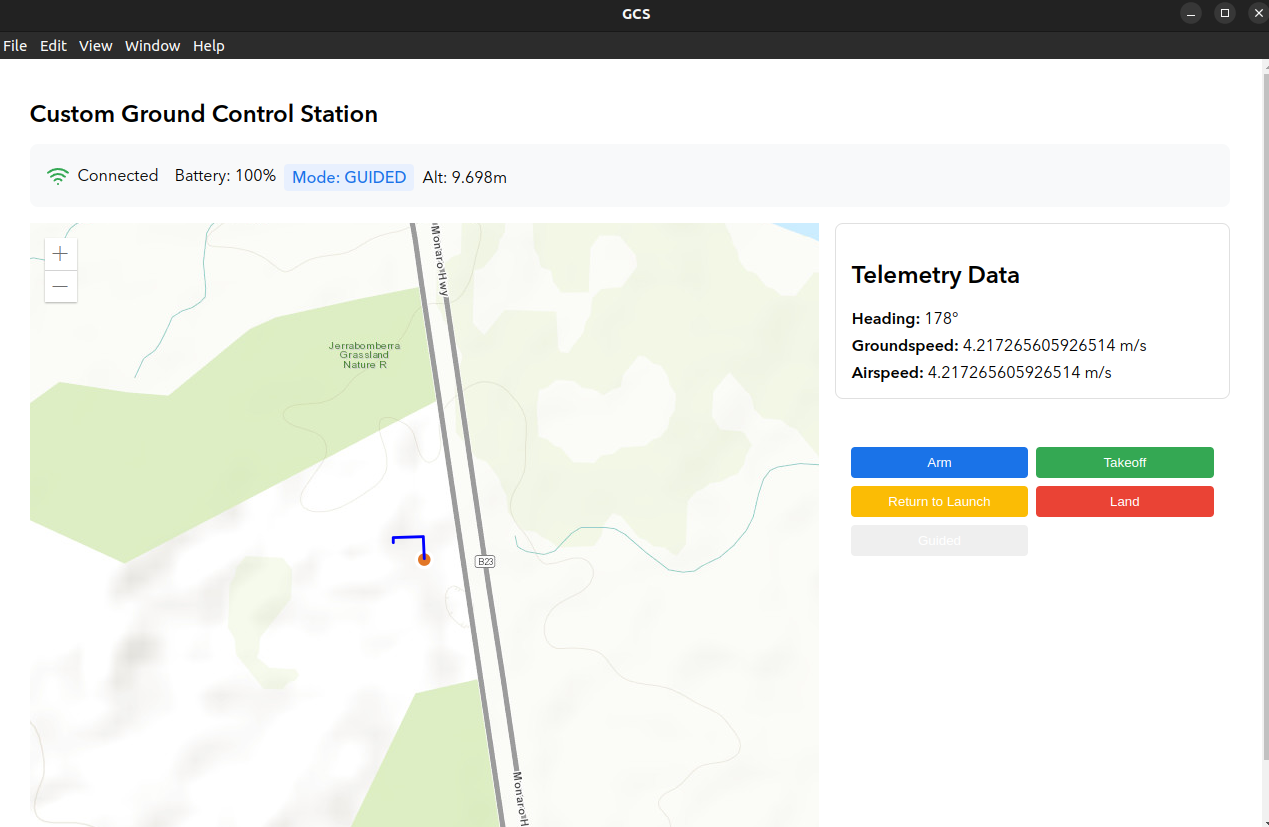 GCS
File Edit View Window Help
Custom Ground Control Station
Connected Battery: 100% Mode: GUIDED Alt: 9.698m
+
−
Monaro Hwy
Jerrabomberra
Grassland
Nature R
B23
Monaro H
Telemetry Data
Heading: 178°
Groundspeed: 4.217265605926514 m/s
Airspeed: 4.217265605926514 m/s
Arm Takeoff
Return to Launch Land
Guided